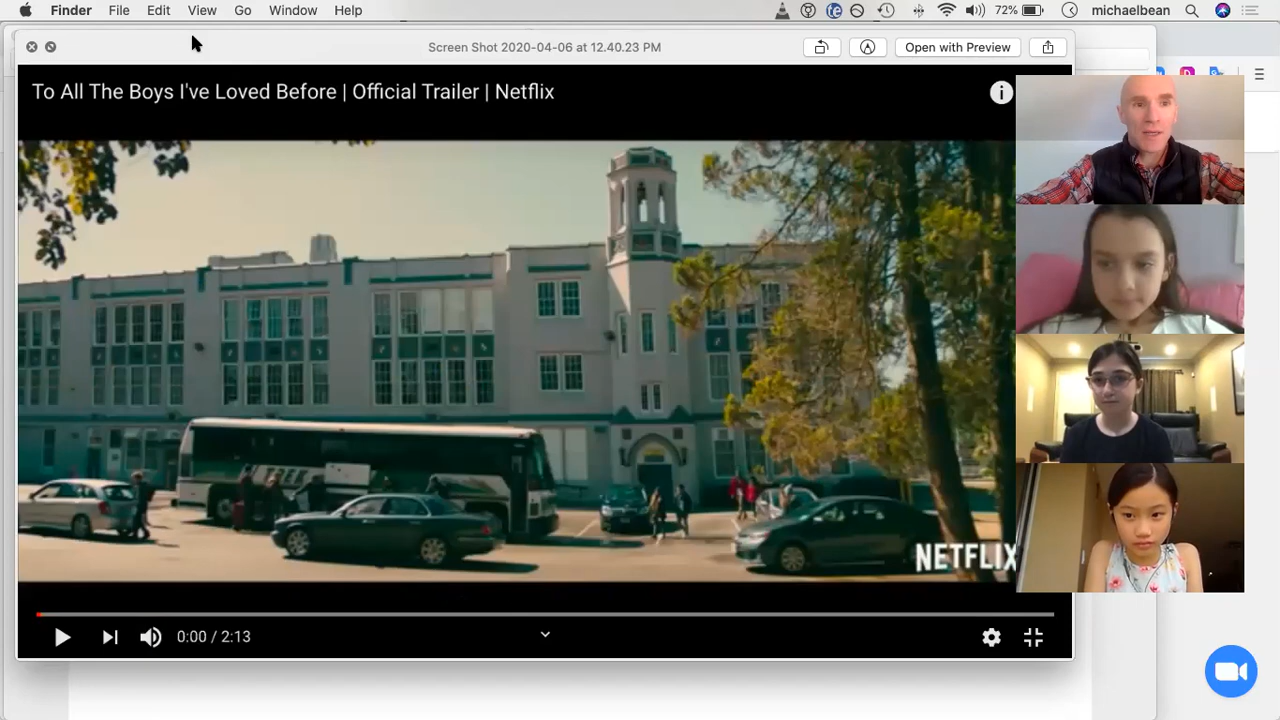 Finder File Edit View Go Window Help
72% michaelbean
Screen Shot 2020-04-06 at 12.40.23 PM
Open with Preview
To All The Boys I've Loved Before | Official Trailer | Netflix
NETFLIX
0:00 / 2:13